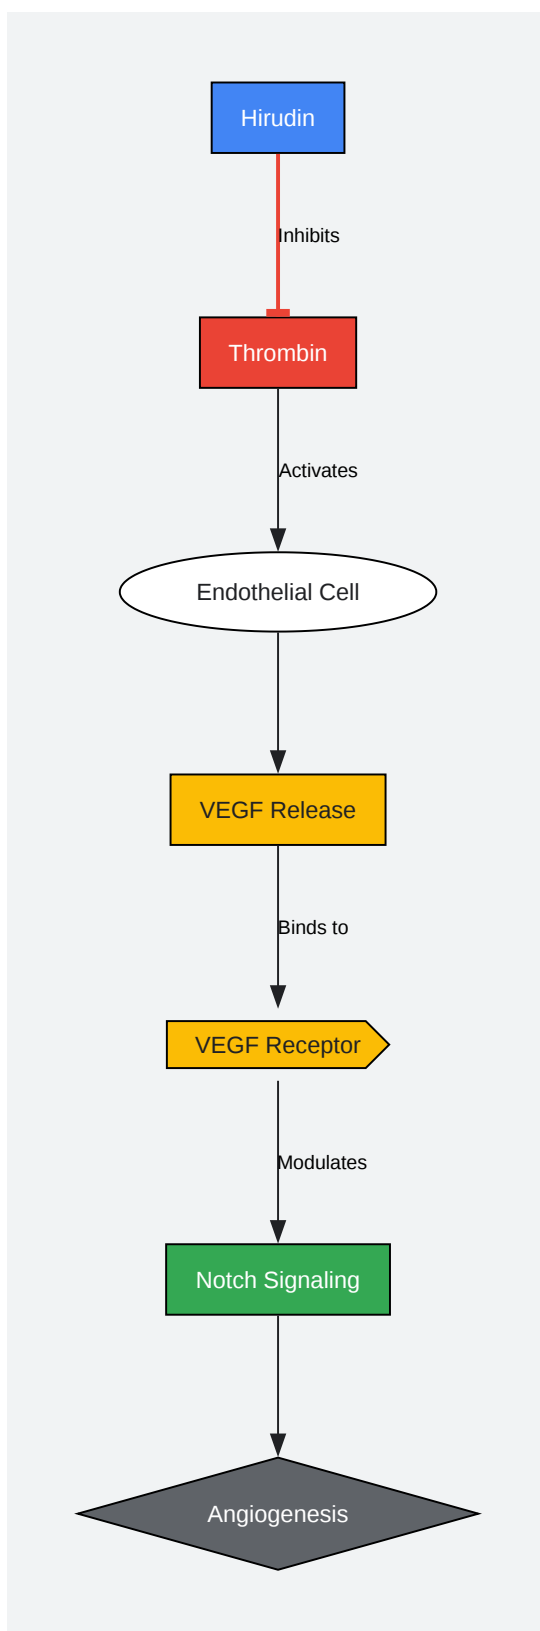 Hirudin
Inhibits
Thrombin
Activates
Endothelial Cell
VEGF Release
Binds to
VEGF Receptor
Modulates
Notch Signaling
Angiogenesis